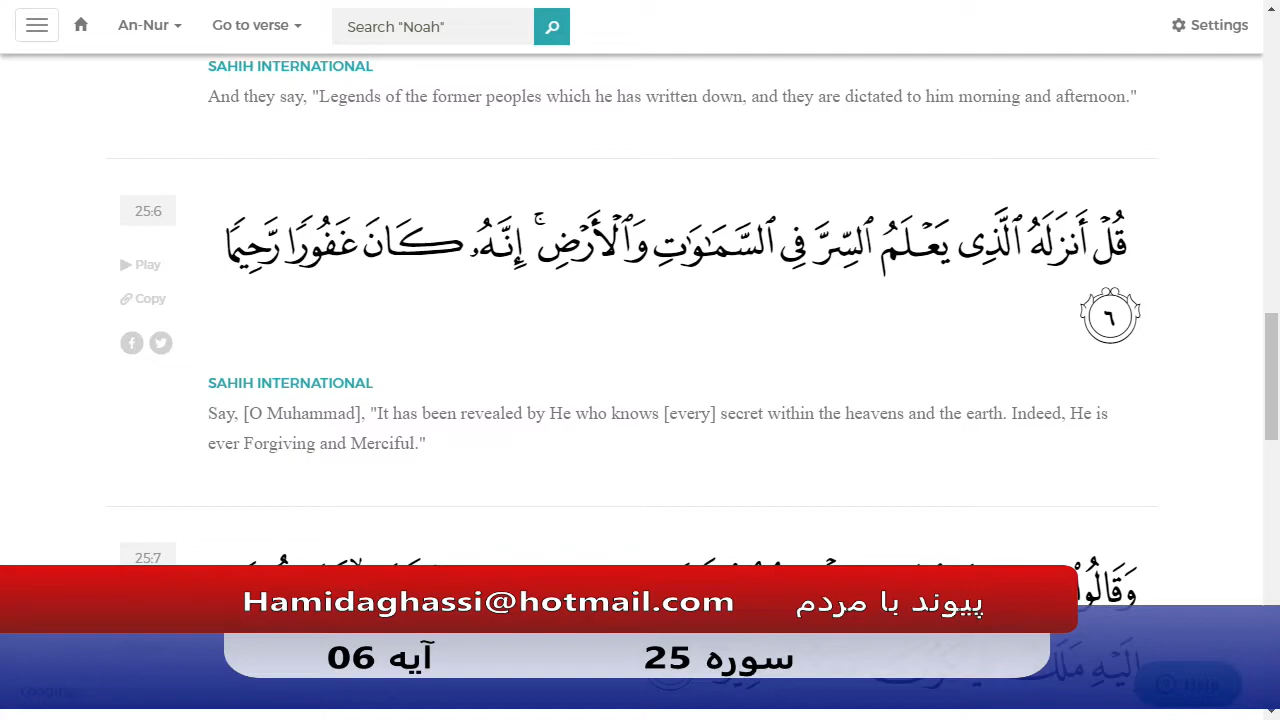 An-Nur Go to verse Search "Noah" Settings
SAHIH INTERNATIONAL
And they say, "Legends of the former peoples which he has written down, and they are dictated to him morning and afternoon."
25:6
قُلْ أَنزَلَهُ ٱلَّذِى يَعْلَمُ ٱلسِّرَّ فِى ٱلسَّمَـٰوَٰتِ وَٱلْأَرْضِ ۚ إِنَّهُۥ كَانَ غَفُورًا رَّحِيمًا
٦
Play
Copy
SAHIH INTERNATIONAL
Say, [O Muhammad], "It has been revealed by He who knows [every] secret within the heavens and the earth. Indeed, He is
ever Forgiving and Merciful."
25:7
وَقَالُوا۟
پیوند با مردم Hamidaghassi@hotmail.com
سوره 25 آیه 06
إِلَيْهِ مَلَكٌ
Help